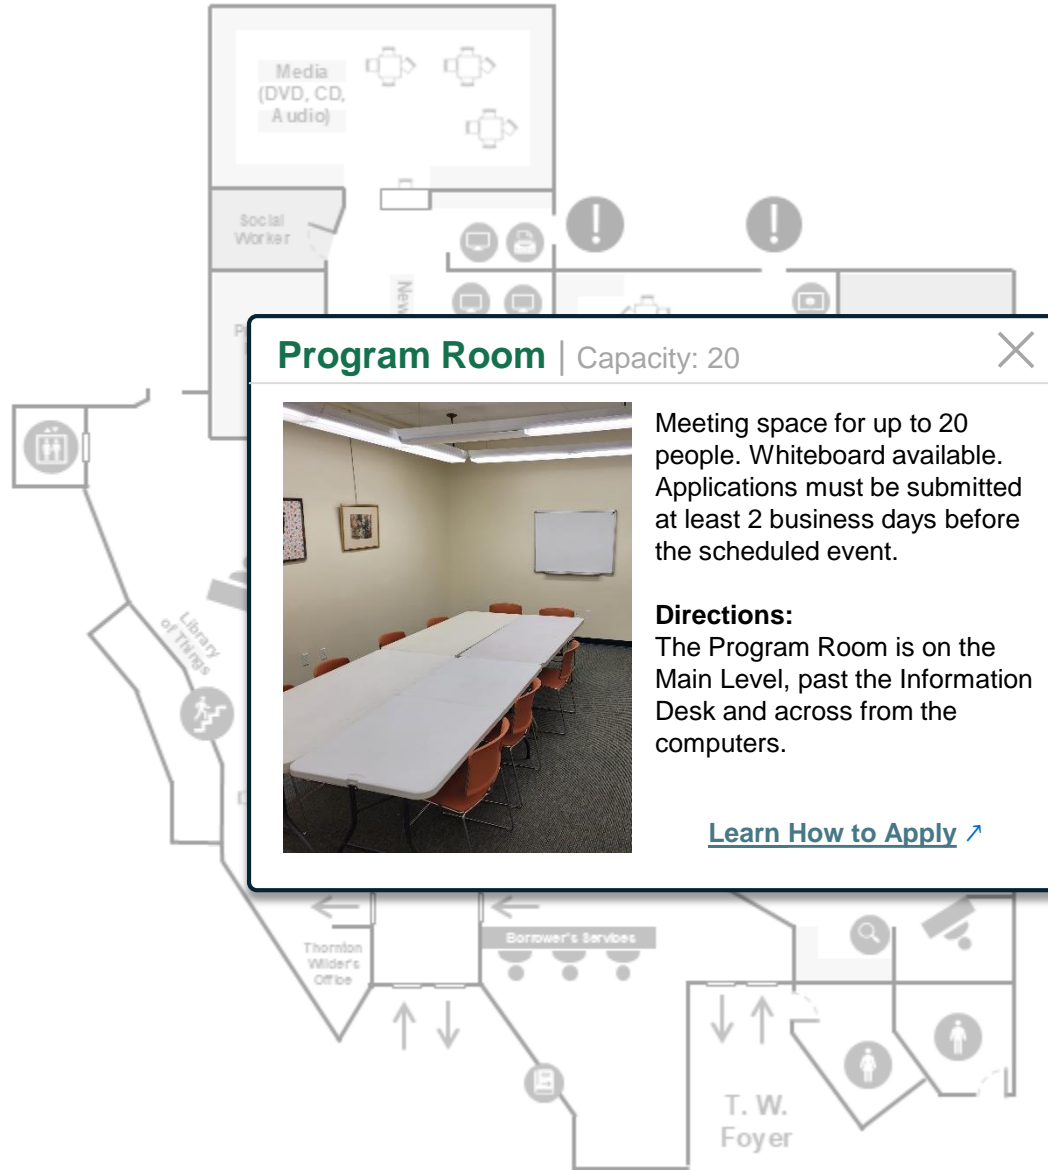 Media
(DVD, CD,
Audio)
Social
Worker
New
P
Program Room | Capacity: 20
Meeting space for up to 20
people. Whiteboard available.
Applications must be submitted
at least 2 business days before
the scheduled event.
Directions:
The Program Room is on the
Main Level, past the Information
Desk and across from the
computers.
Learn How to Apply
Library
of Things
Thornton
Wilder's
Office
Borrower's Services
T. W.
Foyer